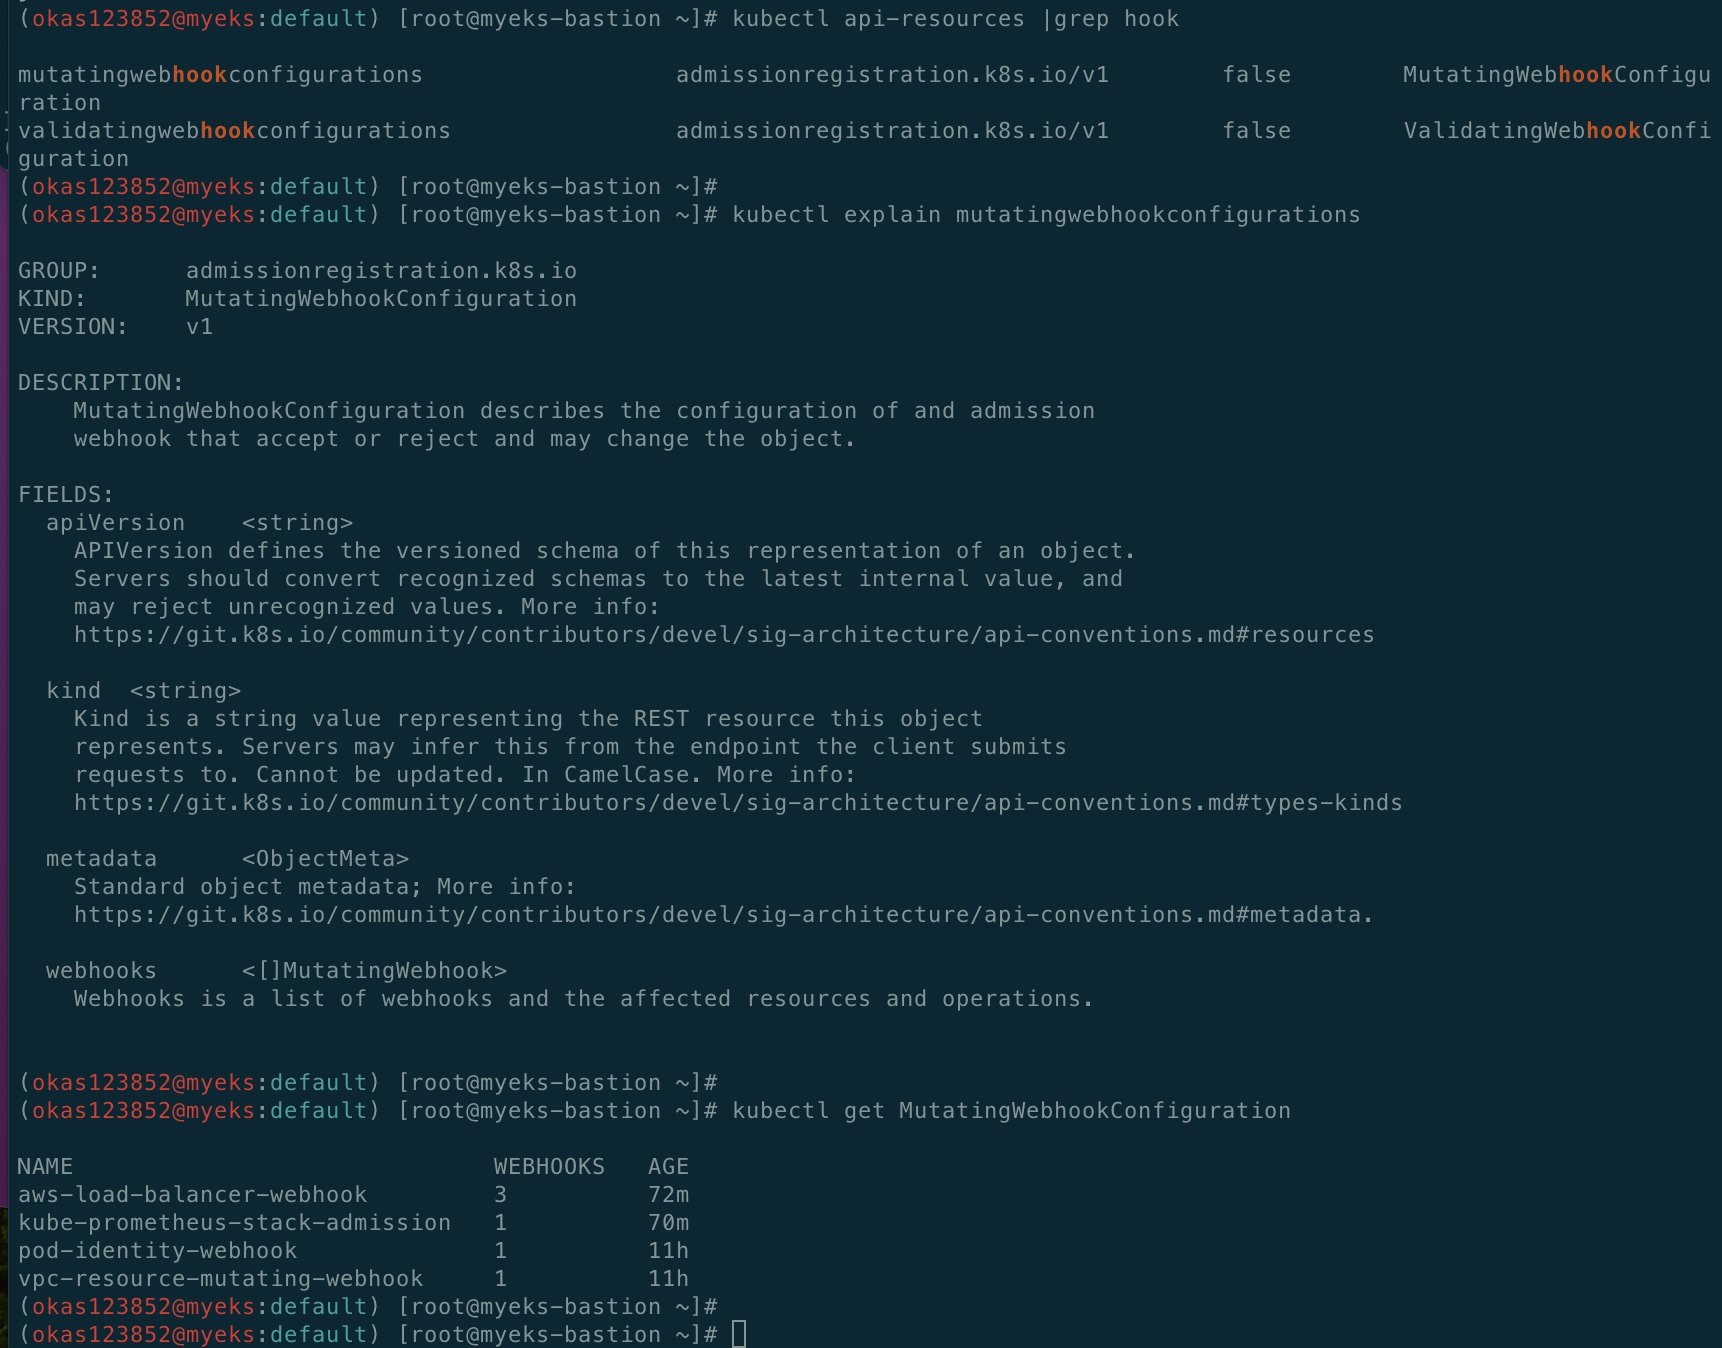 (okas123852@myeks:default) [root@myeks-bastion ~]# kubectl api-resources |grep hook
mutatingwebhookconfigurations                  admissionregistration.k8s.io/v1        false        MutatingWebhookConfigu
ration
validatingwebhookconfigurations                admissionregistration.k8s.io/v1        false        ValidatingWebhookConfi
guration
(okas123852@myeks:default) [root@myeks-bastion ~]#
(okas123852@myeks:default) [root@myeks-bastion ~]# kubectl explain mutatingwebhookconfigurations
GROUP:      admissionregistration.k8s.io
KIND:       MutatingWebhookConfiguration
VERSION:    v1
DESCRIPTION:
    MutatingWebhookConfiguration describes the configuration of and admission
    webhook that accept or reject and may change the object.
FIELDS:
  apiVersion    <string>
    APIVersion defines the versioned schema of this representation of an object.
    Servers should convert recognized schemas to the latest internal value, and
    may reject unrecognized values. More info:
    https://git.k8s.io/community/contributors/devel/sig-architecture/api-conventions.md#resources
  kind  <string>
    Kind is a string value representing the REST resource this object
    represents. Servers may infer this from the endpoint the client submits
    requests to. Cannot be updated. In CamelCase. More info:
    https://git.k8s.io/community/contributors/devel/sig-architecture/api-conventions.md#types-kinds
  metadata      <ObjectMeta>
    Standard object metadata; More info:
    https://git.k8s.io/community/contributors/devel/sig-architecture/api-conventions.md#metadata.
  webhooks      <[]MutatingWebhook>
    Webhooks is a list of webhooks and the affected resources and operations.
(okas123852@myeks:default) [root@myeks-bastion ~]#
(okas123852@myeks:default) [root@myeks-bastion ~]# kubectl get MutatingWebhookConfiguration
NAME                              WEBHOOKS   AGE
aws-load-balancer-webhook         3          72m
kube-prometheus-stack-admission   1          70m
pod-identity-webhook              1          11h
vpc-resource-mutating-webhook     1          11h
(okas123852@myeks:default) [root@myeks-bastion ~]#
(okas123852@myeks:default) [root@myeks-bastion ~]#